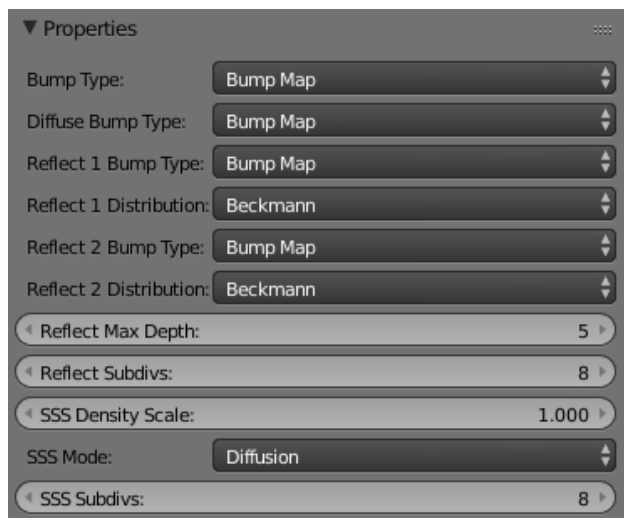 Properties
Bump Type: Bump Map
Diffuse Bump Type: Bump Map
Reflect 1 Bump Type: Bump Map
Reflect 1 Distribution: Beckmann
Reflect 2 Bump Type: Bump Map
Reflect 2 Distribution: Beckmann
Reflect Max Depth: 5
Reflect Subdivs: 8
SSS Density Scale: 1.000
SSS Mode: Diffusion
SSS Subdivs: 8